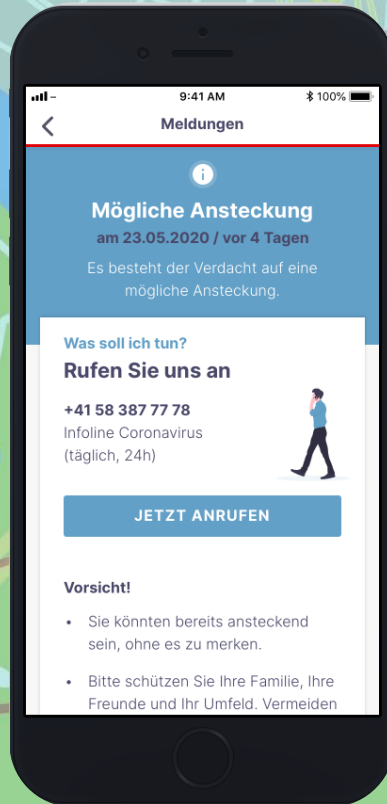 9:41 AM
100%
Meldungen
Mögliche Ansteckung
am 23.05.2020 / vor 4 Tagen
Es besteht der Verdacht auf eine
mögliche Ansteckung.
Was soll ich tun?
Rufen Sie uns an
+41 58 387 77 78
Infoline Coronavirus
(täglich, 24h)
JETZT ANRUFEN
Vorsicht!
• Sie könnten bereits ansteckend
sein, ohne es zu merken.
• Bitte schützen Sie Ihre Familie, Ihre
Freunde und Ihr Umfeld. Vermeiden